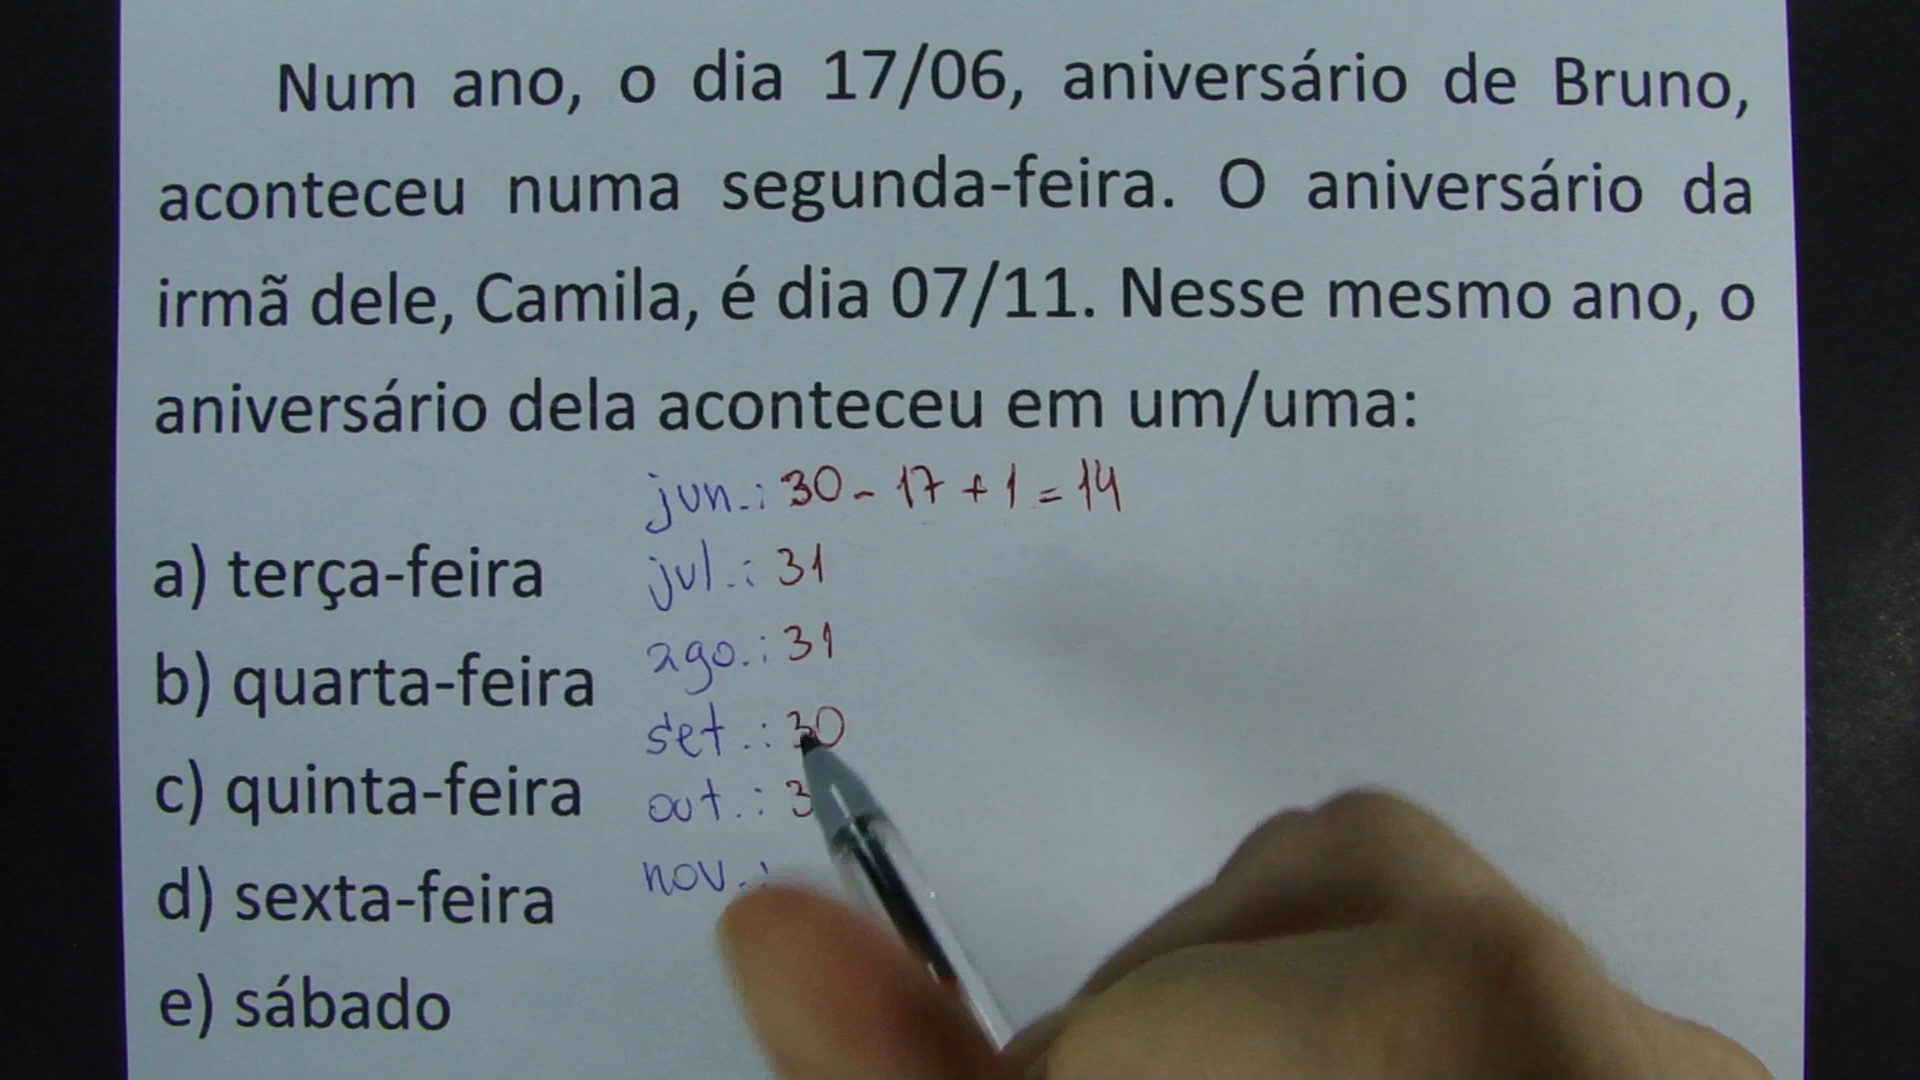 Num ano, o dia 17/06, aniversário de Bruno,
aconteceu numa segunda-feira. O aniversário da
irmã dele, Camila, é dia 07/11. Nesse mesmo ano, o
aniversário dela aconteceu em um/uma:
jun.: 30 - 17 + 1 = 14
a) terça-feira
jul.: 31
ago.: 31
b) quarta-feira
set.: 30
c) quinta-feira
out.: 3
nov.:
d) sexta-feira
e) sábado